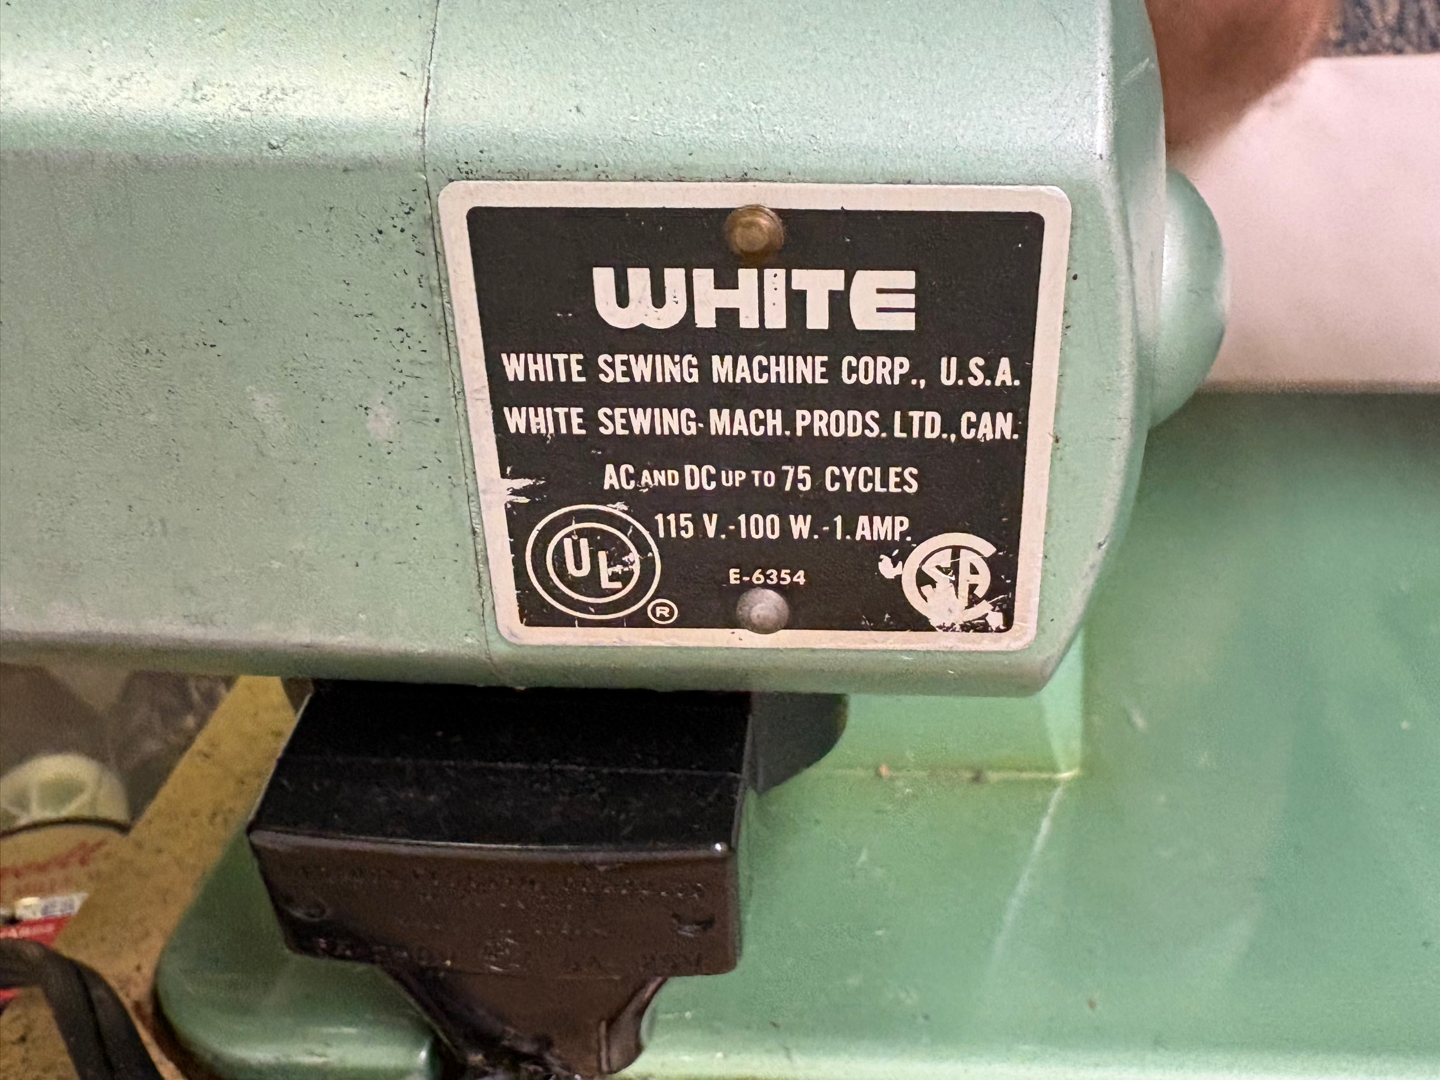 WHITE
WHITE SEWING MACHINE CORP., U.S.A.
WHITE SEWING-MACH. PRODS. LTD., CAN.
AC AND DC UP TO 75 CYCLES
115 V.-100 W.-1. AMP.
UL ®
E-6354
SA